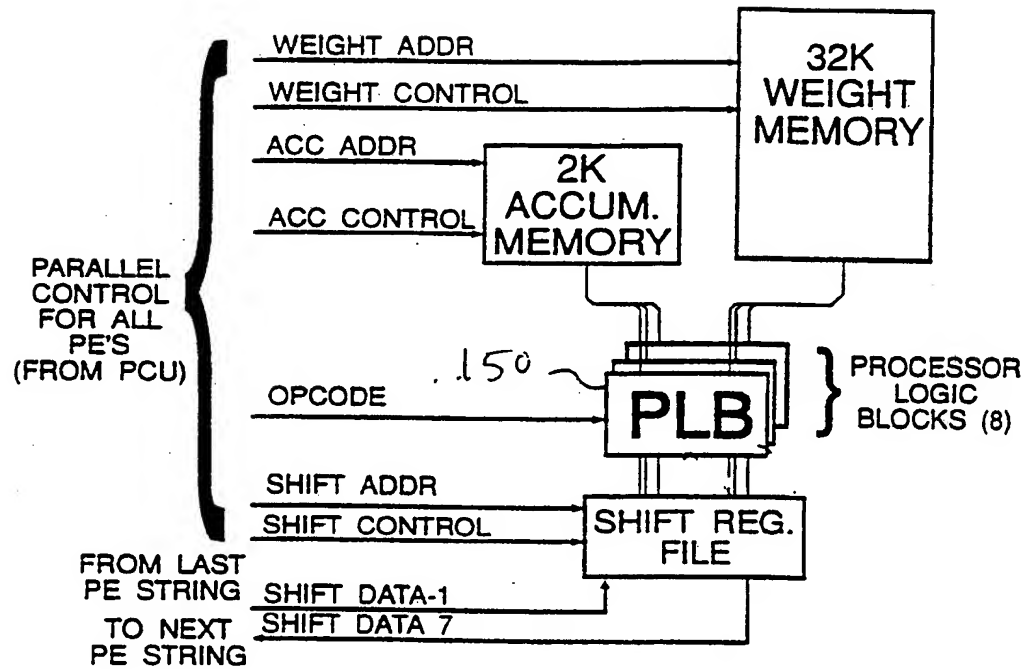 WEIGHT ADDR
WEIGHT CONTROL
ACC ADDR
ACC CONTROL
32K
WEIGHT
MEMORY
2K
ACCUM.
MEMORY
PARALLEL
CONTROL
FOR ALL
PE'S
(FROM PCU)
OPCODE
.150
PLB
PROCESSOR
LOGIC
BLOCKS (8)
SHIFT ADDR
SHIFT CONTROL
SHIFT REG.
FILE
FROM LAST
PE STRING
SHIFT DATA-1
SHIFT DATA 7
TO NEXT
PE STRING